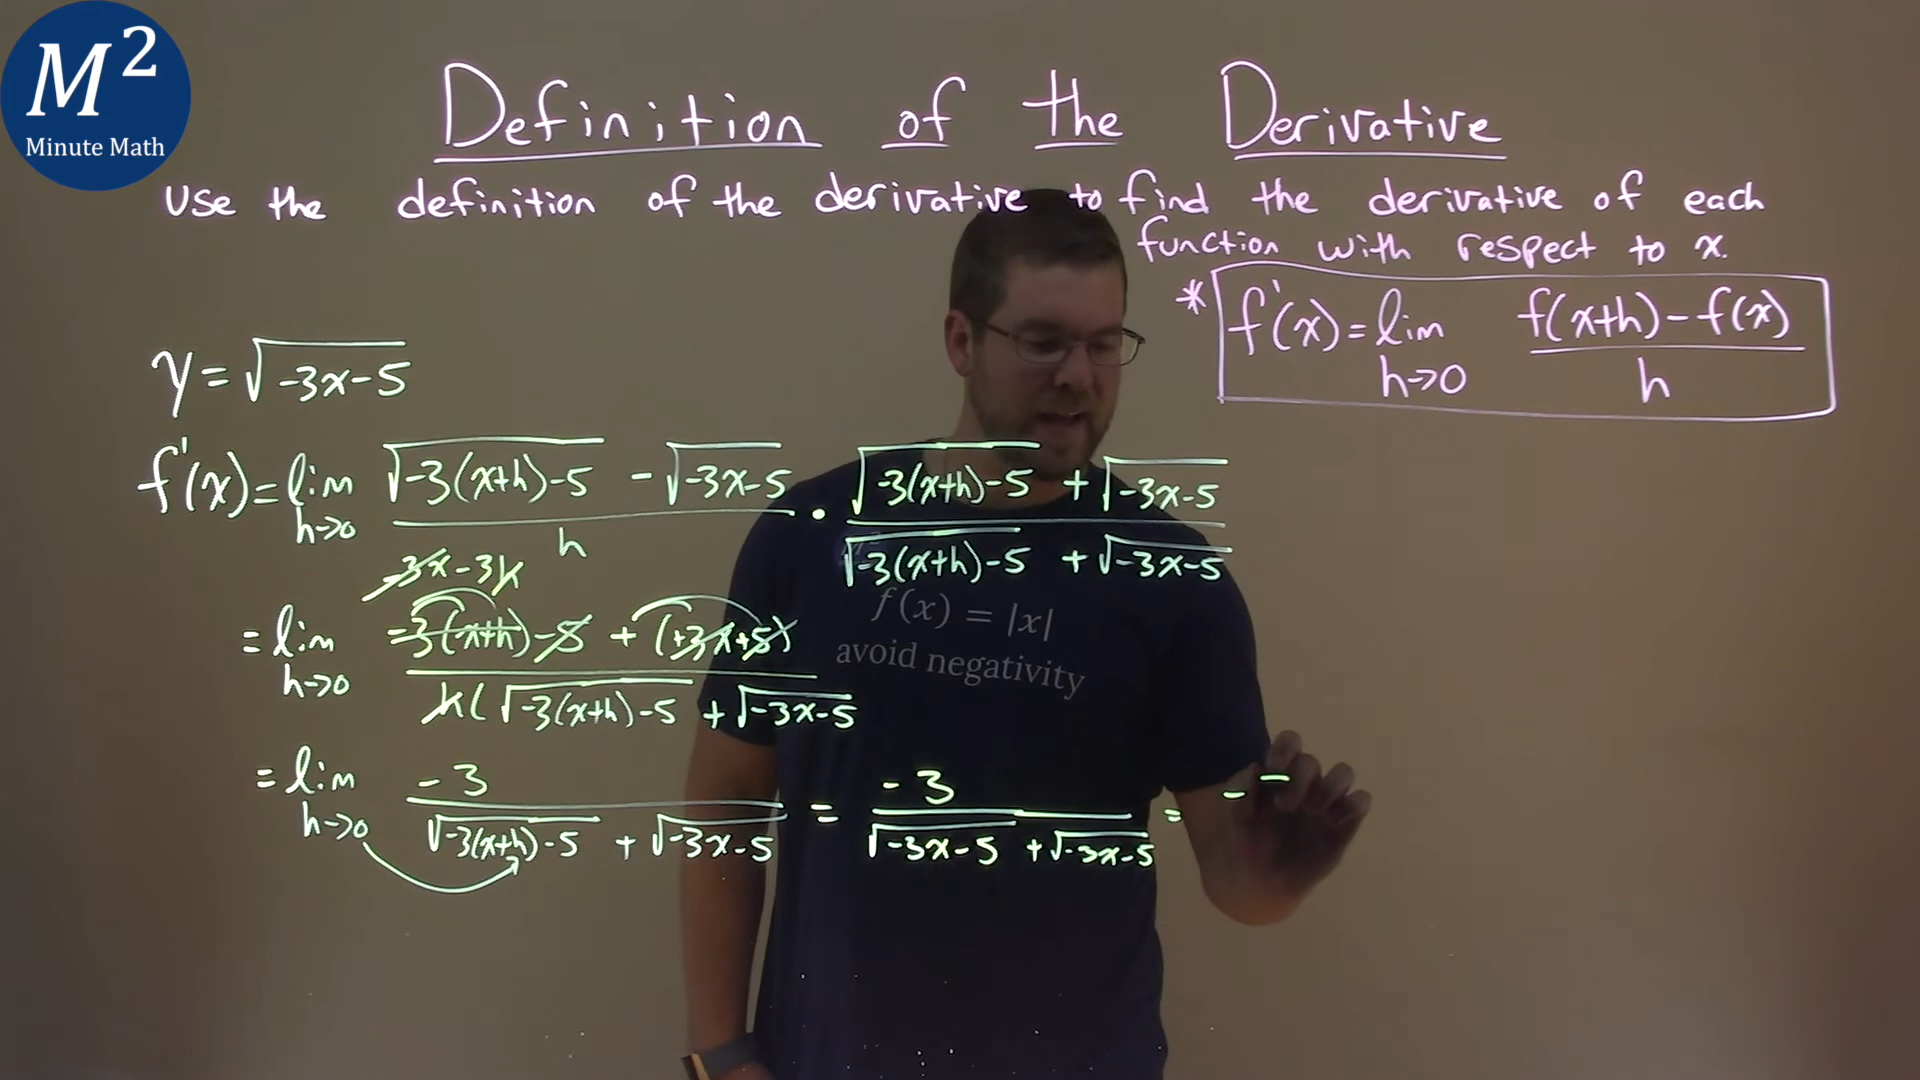 M²
Minute Math
Definition of the Derivative
Use the definition of the derivative to find the derivative of each
function with respect to x.
* f'(x) = lim h→0 f(x+h) - f(x) / h
y = √-3x-5
f'(x) = lim h→0 √-3(x+h)-5 - √-3x-5 / h · √-3(x+h)-5 + √-3x-5 / √-3(x+h)-5 + √-3x-5
-3x - 3h
= lim h→0 -3(x+h)-5 + (+3x+5) / h(√-3(x+h)-5 + √-3x-5
= lim h→0 -3 / √-3(x+h)-5 + √-3x-5 = -3 / √-3x-5 + √-3x-5 = - -
M²
f(x) = |x|
avoid negativity